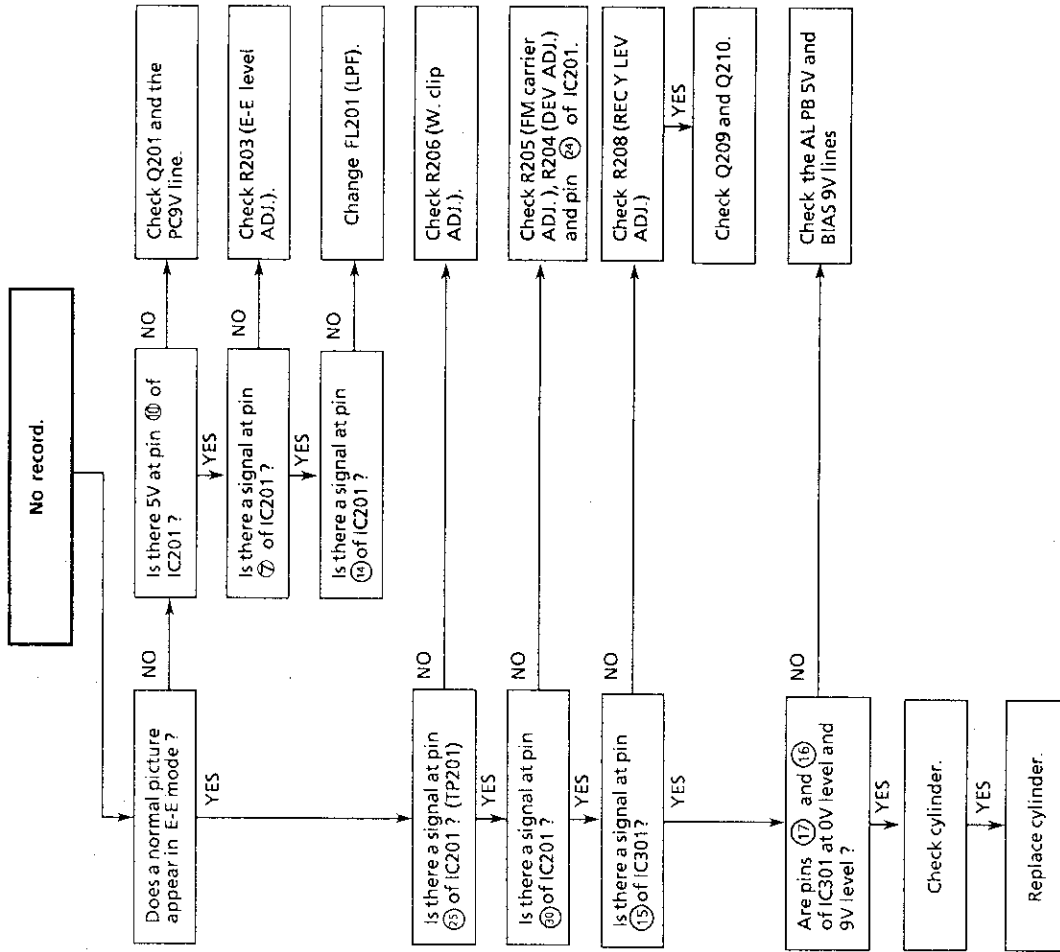 No record.
Does a normal picture
appear in E-E mode ?
NO
YES
Is there 5V at pin ⑩ of
IC201 ?
NO
YES
Check Q201 and the
PC9V line.
Is there a signal at pin
⑦ of IC201 ?
NO
YES
Check R203 (E-E level
ADJ.).
Is there a signal at pin
⑭ of IC201 ?
NO
Change FL201 (LPF).
Is there a signal at pin
㉕ of IC201 ? (TP201)
NO
YES
Check R206 (W. clip
ADJ.).
Is there a signal at pin
㉚ of IC201 ?
NO
YES
Check R205 (FM carrier
ADJ.), R204 (DEV ADJ.)
and pin ㉔ of IC201.
Is there a signal at pin
⑮ of IC301?
NO
YES
Check R208 (REC Y LEV
ADJ.)
YES
Check Q209 and Q210.
Are pins ⑰ and ⑯
of IC301 at 0V level and
9V level ?
NO
YES
Check the AL PB 5V and
BIAS 9V lines
Check cylinder.
YES
Replace cylinder.